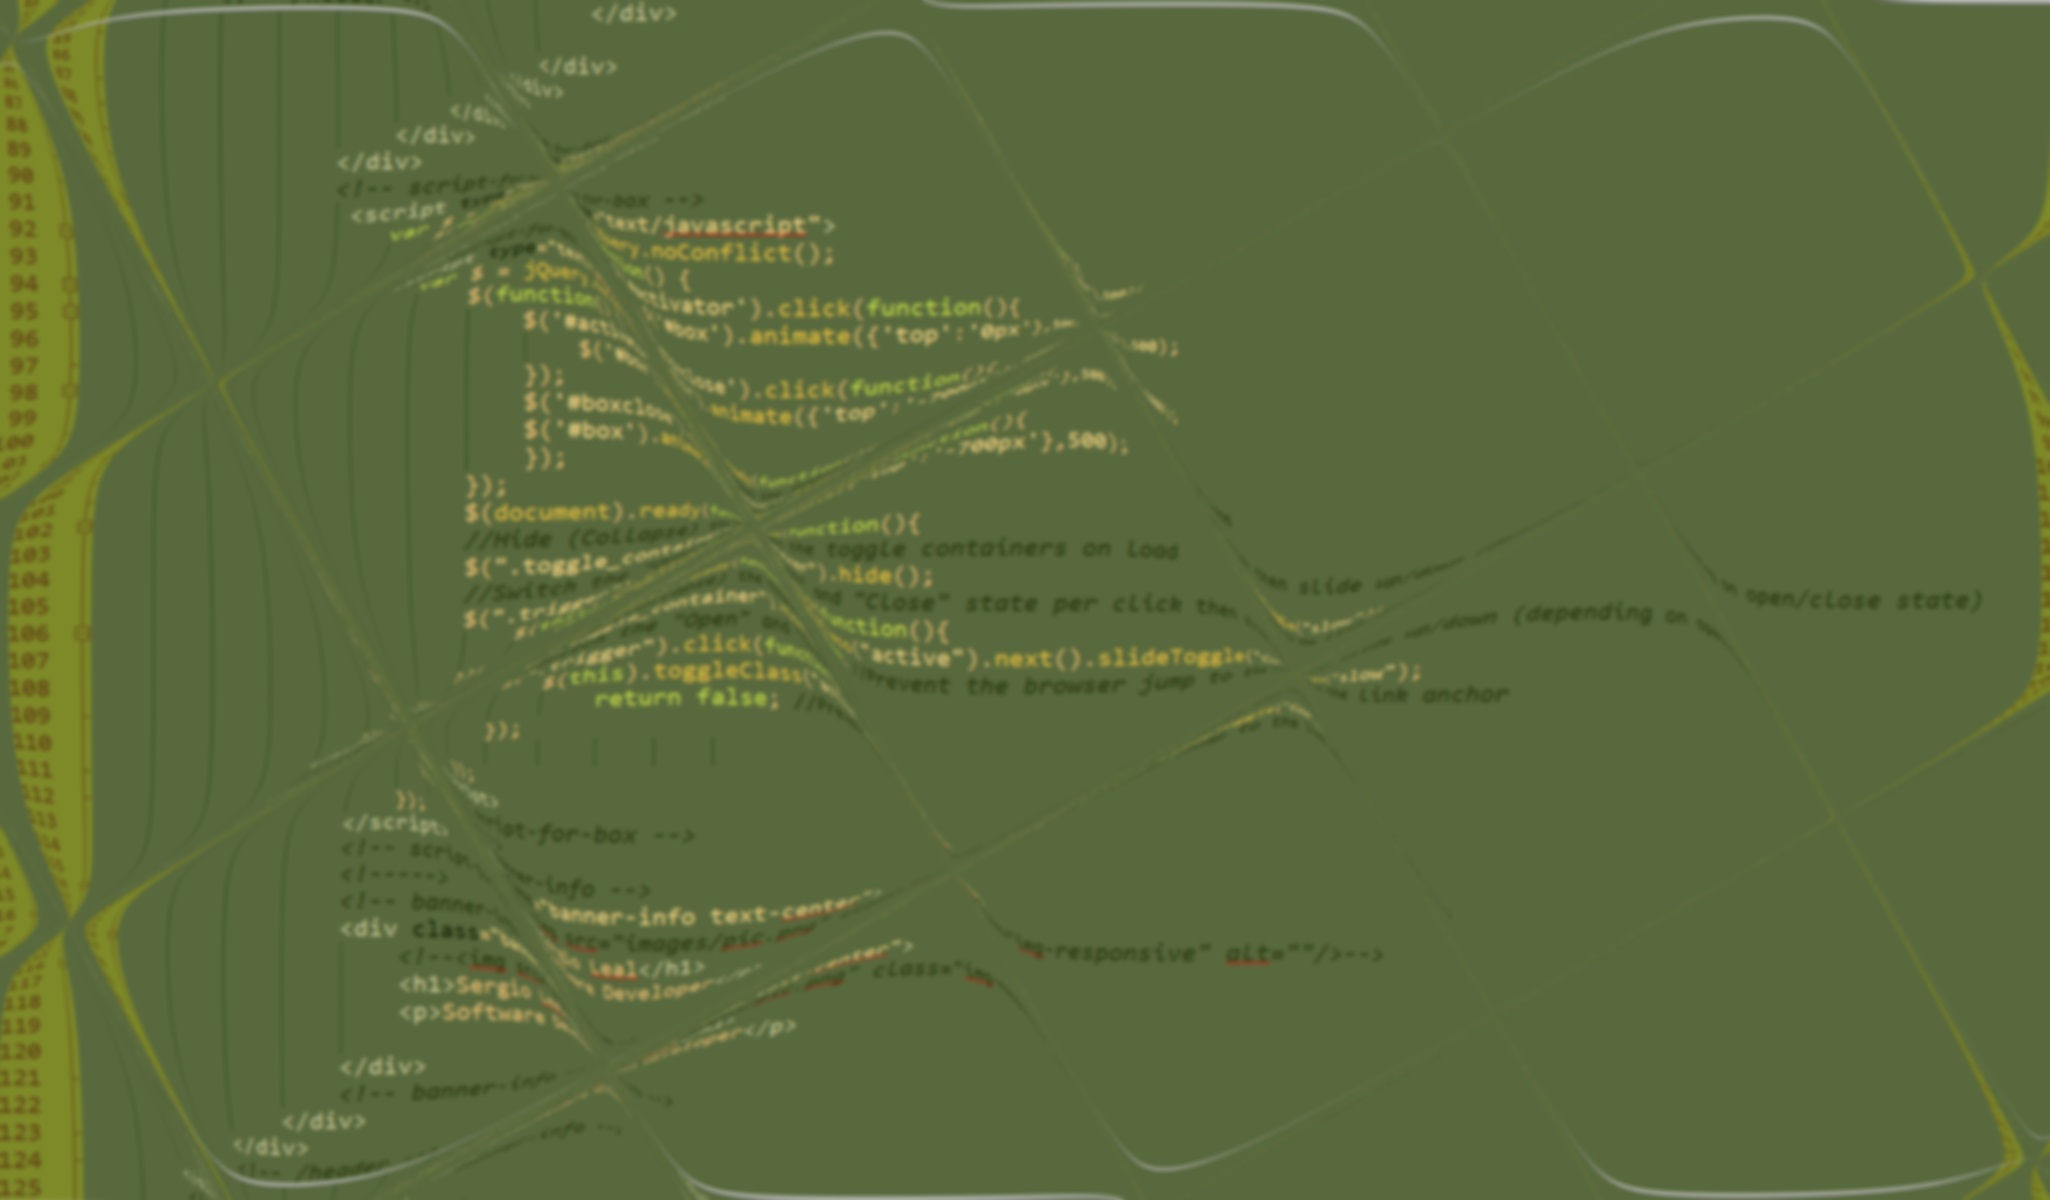 </div>
</div>
</div>
</div>
</div>
<!-- script-for-box -->
<script type="text/javascript">
var $ = jQuery.noConflict();
$(function() {
$('#activator').click(function(){
$('#box').animate({'top':'0px'},500);
});
$('#boxclose').click(function(){
$('#box').animate({'top':'-700px'},500);
});
});
$(document).ready(function(){
//Hide (Collapse) the toggle containers on load
$(".toggle_container").hide();
//Switch the "Open" and "Close" state per click then slide up/down (depending on open/close state)
$(".trigger").click(function(){
$(this).toggleClass("active").next().slideToggle("slow");
return false; //Prevent the browser jump to the link anchor
});
});
</script>
<!-- script-for-box -->
<!----->
<!-- banner-info -->
<div class="banner-info text-center">
<!--<img src="images/pic.png" class="img-responsive" alt=""/>-->
<h1>Sergio Leal</h1>
<p>Software Developer</p>
</div>
<!-- banner-info -->
</div>
</div>
<!-- /header
88
89
90
91
92
93
94
95
96
97
98
99
100
101
102
103
104
105
106
107
108
109
110
111
112
113
117
118
119
120
121
122
123
124
125